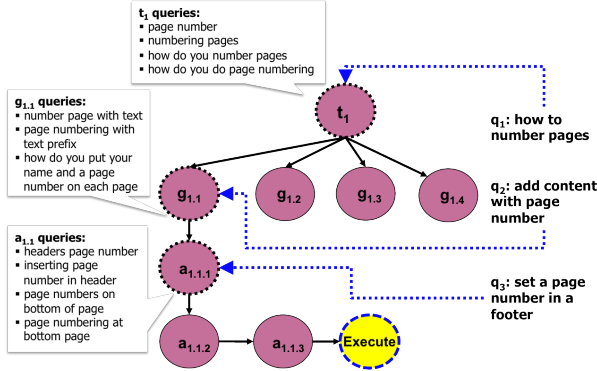 t1 queries:
▪ page number
▪ numbering pages
▪ how do you number pages
▪ how do you do page numbering
g1.1 queries:
▪ number page with text
▪ page numbering with
text prefix
▪ how do you put your
name and a page
number on each page
a1.1 queries:
▪ headers page number
▪ inserting page
number in header
▪ page numbers on
bottom of page
▪ page numbering at
bottom page
t1
g1.1
g1.2
g1.3
g1.4
a1.1.1
a1.1.2
a1.1.3
Execute
q1: how to
number pages
q2: add content
with page
number
q3: set a page
number in a
footer